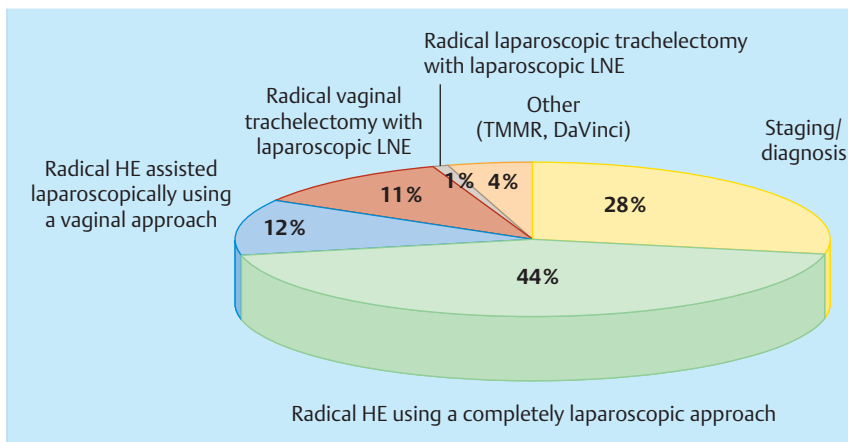 Radical laparoscopic trachelectomy
with laparoscopic LNE
Radical vaginal
trachelectomy with
laparoscopic LNE
Other
(TMMR, DaVinci)
Staging/
diagnosis
Radical HE assisted
laparoscopically using
a vaginal approach
1%
4%
11%
28%
12%
44%
Radical HE using a completely laparoscopic approach